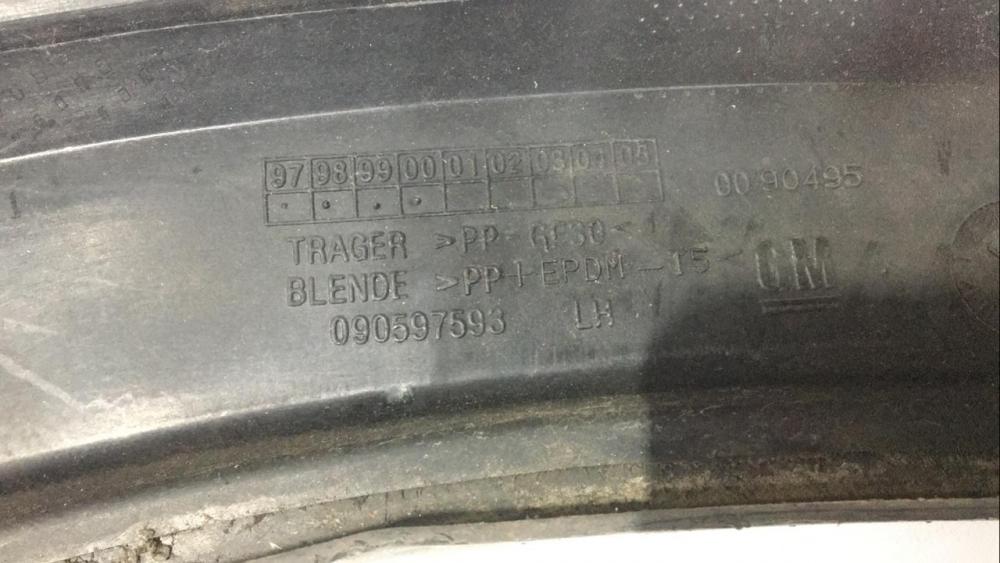 97 98 99 00 01 02 03 04 05
00 90495
TRAGER >PP-GF30<
BLENDE >PP+EPDM-T5
090597593 LH
GM